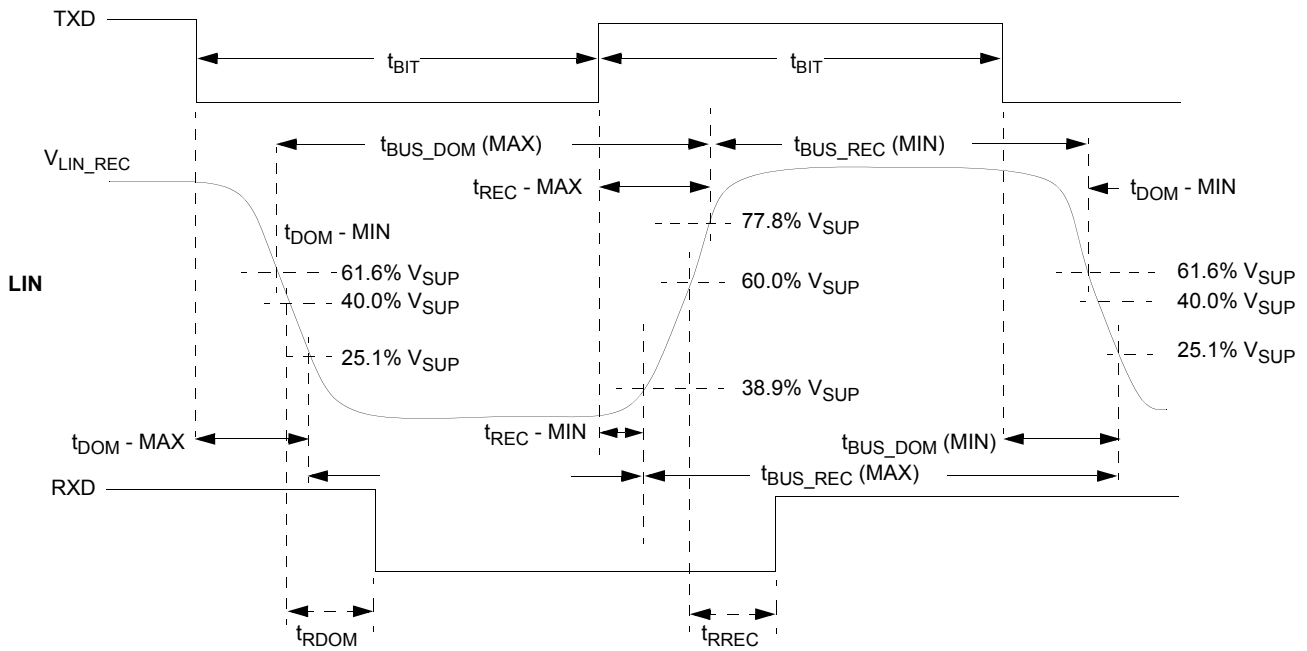 TXD
tBIT
tBIT
tBUS_DOM (MAX)
tBUS_REC (MIN)
VLIN_REC
tREC - MAX
tDOM - MIN
77.8% VSUP
tDOM - MIN
LIN
61.6% VSUP
60.0% VSUP
61.6% VSUP
40.0% VSUP
40.0% VSUP
25.1% VSUP
25.1% VSUP
38.9% VSUP
tDOM - MAX
tREC - MIN
tBUS_DOM (MIN)
tBUS_REC (MAX)
RXD
tRDOM
tRREC